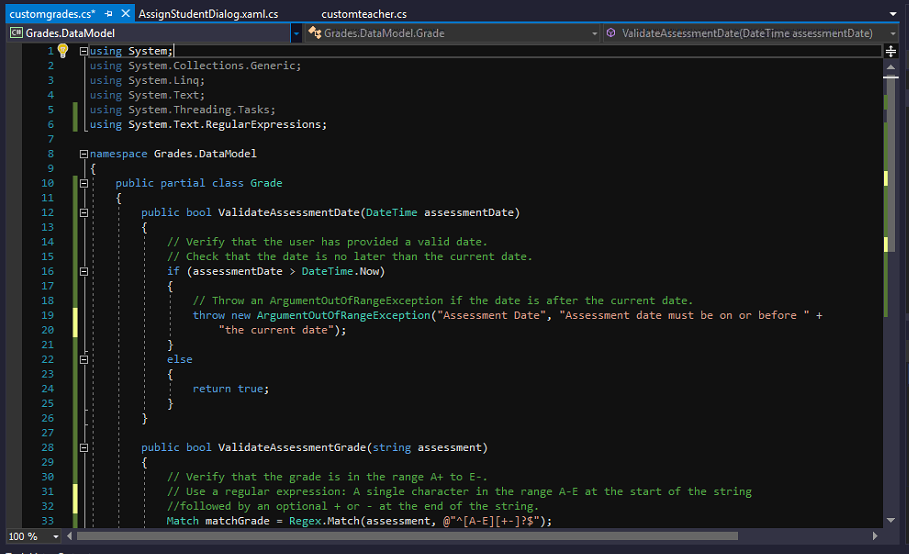 customgrades.cs* AssignStudentDialog.xaml.cs customteacher.cs
C# Grades.DataModel Grades.DataModel.Grade ValidateAssessmentDate(DateTime assessmentDate)
1 using System;
2 using System.Collections.Generic;
3 using System.Linq;
4 using System.Text;
5 using System.Threading.Tasks;
6 using System.Text.RegularExpressions;
7
8 namespace Grades.DataModel
9 {
10 public partial class Grade
11 {
12 public bool ValidateAssessmentDate(DateTime assessmentDate)
13 {
14 // Verify that the user has provided a valid date.
15 // Check that the date is no later than the current date.
16 if (assessmentDate > DateTime.Now)
17 {
18 // Throw an ArgumentOutOfRangeException if the date is after the current date.
19 throw new ArgumentOutOfRangeException("Assessment Date", "Assessment date must be on or before " +
20 "the current date");
21 }
22 else
23 {
24 return true;
25 }
26 }
27
28 public bool ValidateAssessmentGrade(string assessment)
29 {
30 // Verify that the grade is in the range A+ to E-.
31 // Use a regular expression: A single character in the range A-E at the start of the string
32 //followed by an optional + or - at the end of the string.
33 Match matchGrade = Regex.Match(assessment, @"^[A-E][+-]?$");
100 %